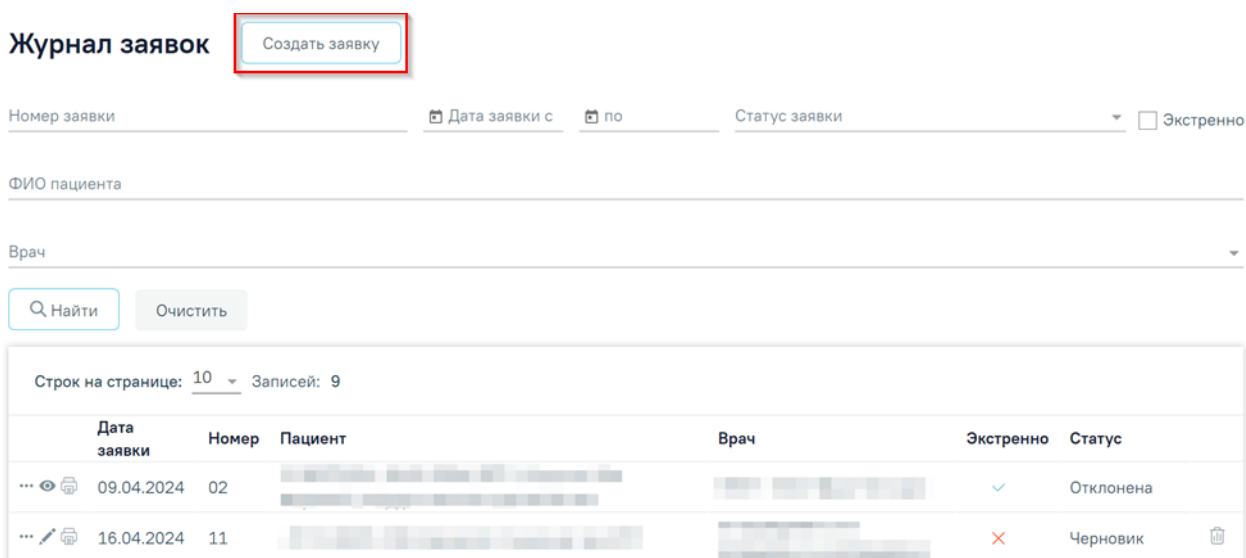 Журнал заявок Создать заявку
Номер заявки Дата заявки с по Статус заявки Экстренно
ФИО пациента
Врач
Найти Очистить
Строк на странице: 10 Записей: 9
Дата заявки Номер Пациент Врач Экстренно Статус
09.04.2024 02 Отклонена
16.04.2024 11 Черновик